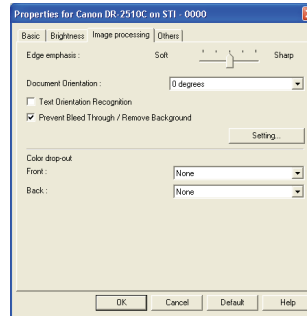 Properties for Canon DR-2510C on STI - 0000
Basic Brightness Image processing Others
Edge emphasis : Soft Sharp
Document Orientation : 0 degrees
Text Orientation Recognition
Prevent Bleed Through / Remove Background
Setting...
Color drop-out
Front : None
Back : None
OK Cancel Default Help